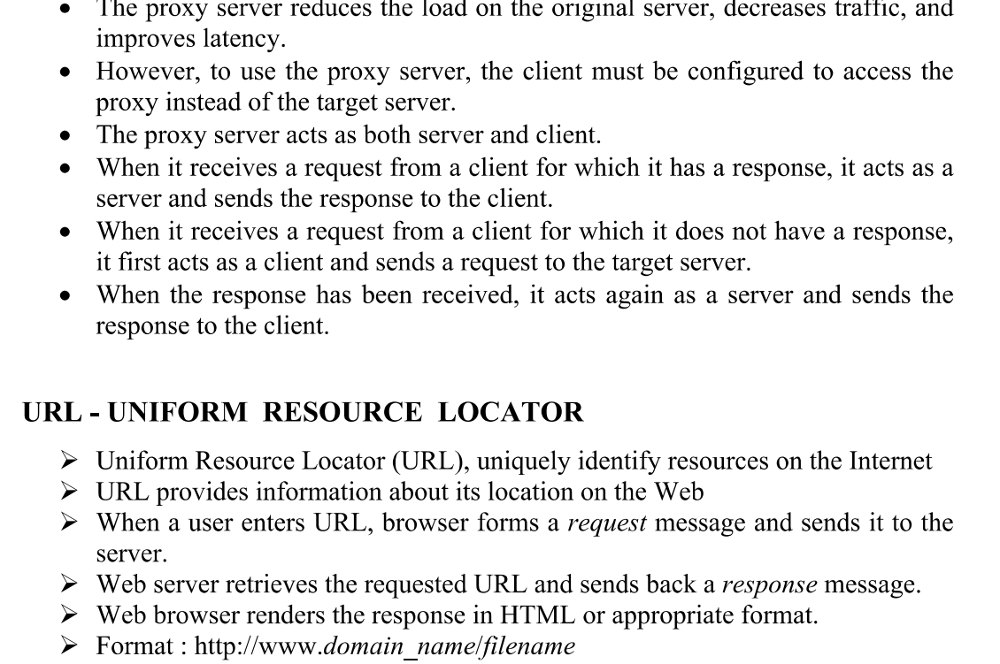 • The proxy server reduces the load on the original server, decreases traffic, and
improves latency.
• However, to use the proxy server, the client must be configured to access the
proxy instead of the target server.
• The proxy server acts as both server and client.
• When it receives a request from a client for which it has a response, it acts as a
server and sends the response to the client.
• When it receives a request from a client for which it does not have a response,
it first acts as a client and sends a request to the target server.
• When the response has been received, it acts again as a server and sends the
response to the client.
URL - UNIFORM RESOURCE LOCATOR
➢ Uniform Resource Locator (URL), uniquely identify resources on the Internet
➢ URL provides information about its location on the Web
➢ When a user enters URL, browser forms a request message and sends it to the
server.
➢ Web server retrieves the requested URL and sends back a response message.
➢ Web browser renders the response in HTML or appropriate format.
➢ Format : http://www.domain_name/filename